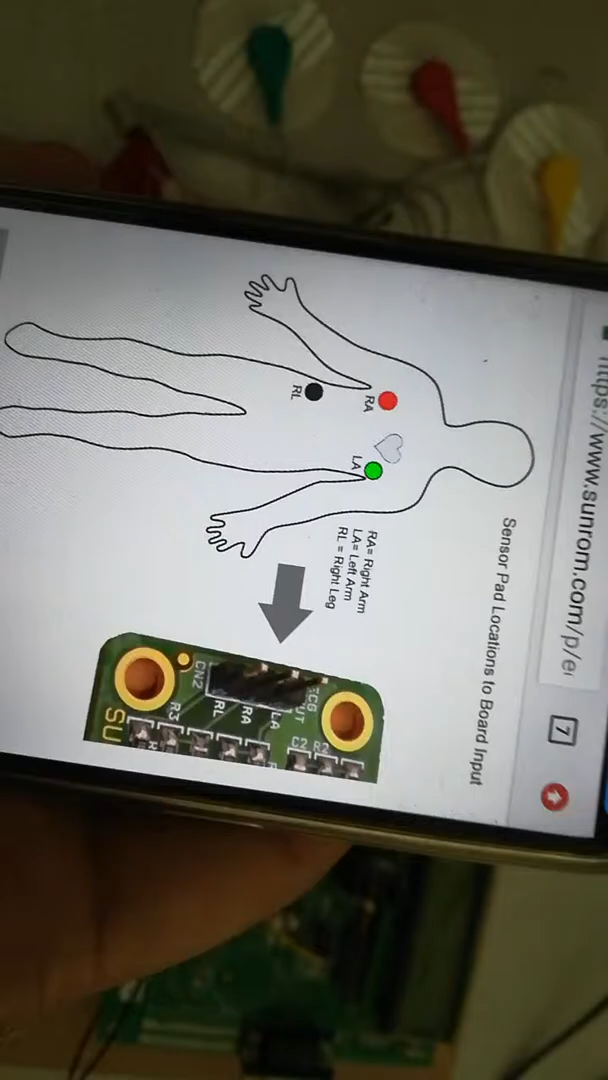 https://www.sunrom.com/p/e
7
Sensor Pad Locations to Board Input
RA
LA
RL
RA= Right Arm
LA= Left Arm
RL = Right Leg
CN2
RL
RA
LA
R3
C2
R2
SU